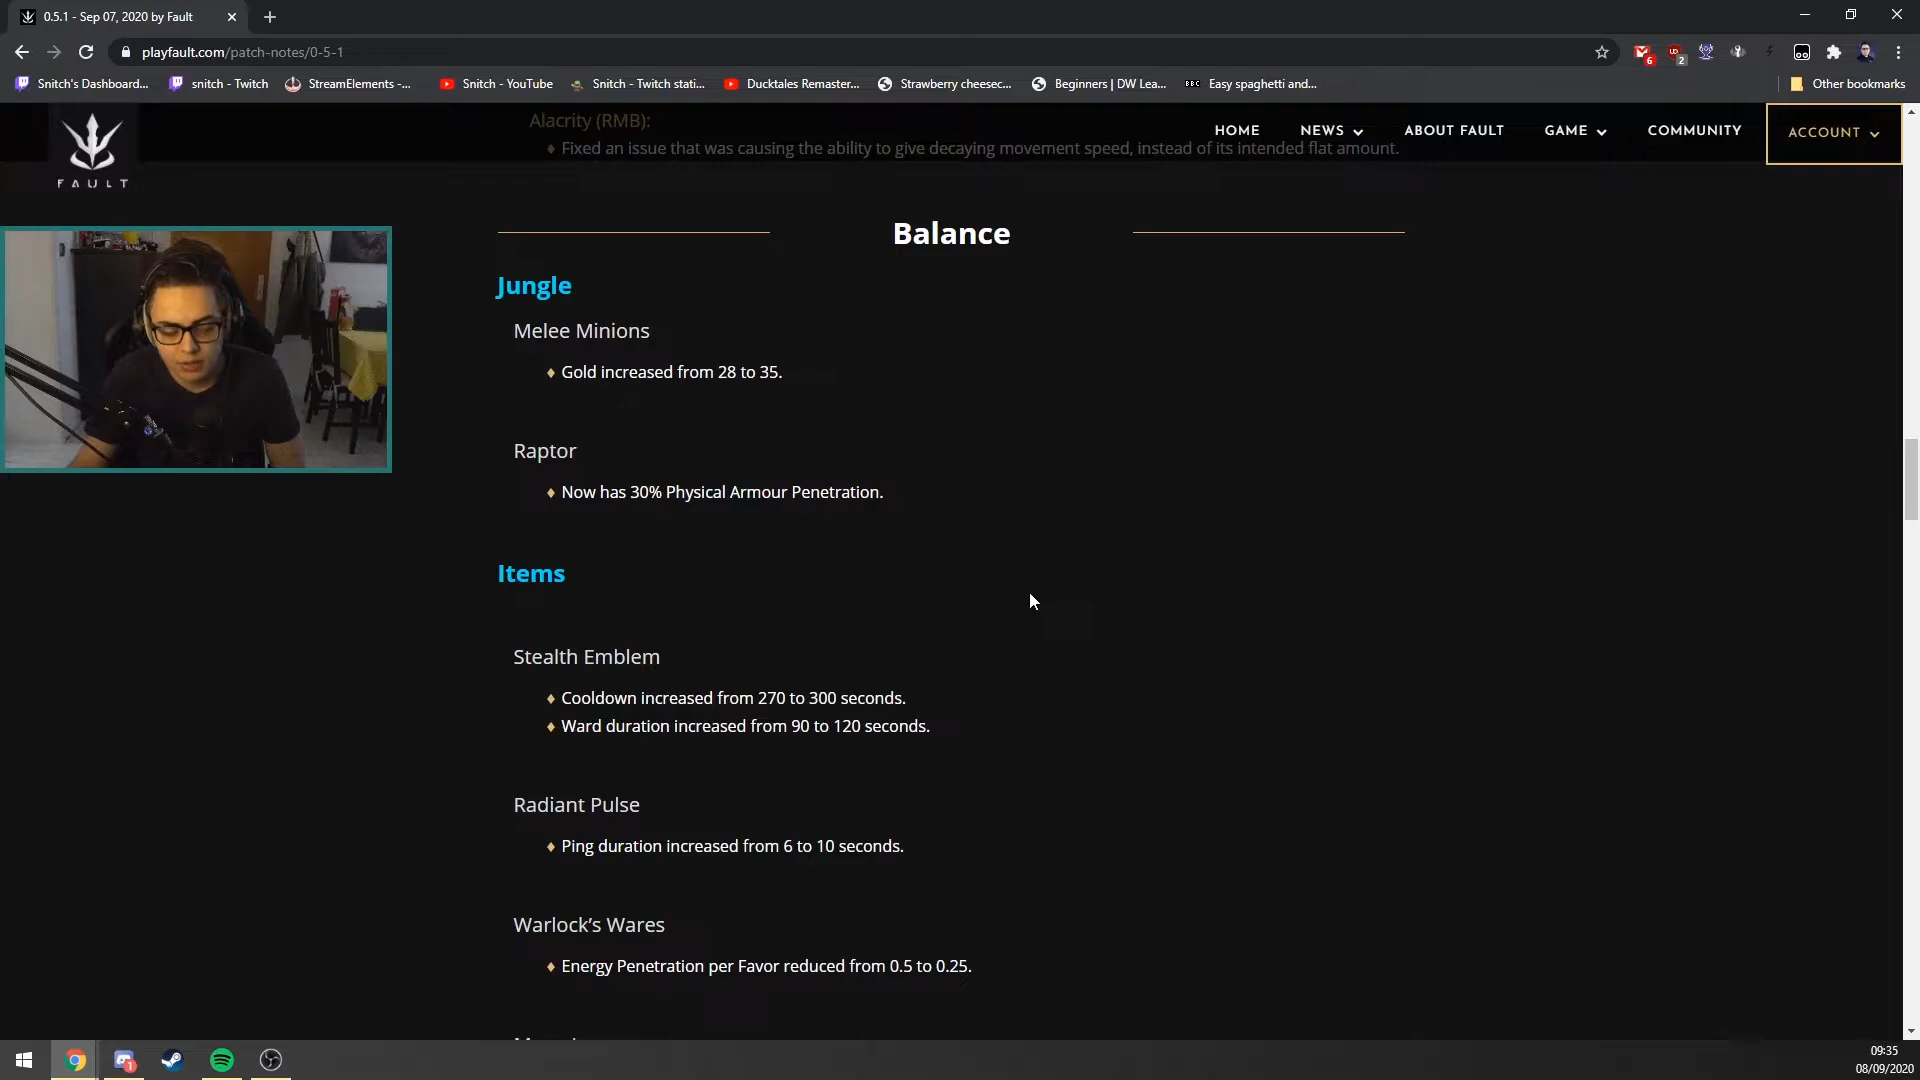 0.5.1 - Sep 07, 2020 by Fault
playfault.com/patch-notes/0-5-1
6
UD
2
Snitch's Dashboard...
snitch - Twitch
StreamElements -...
Snitch - YouTube
Snitch - Twitch stati...
Ducktales Remaster...
Strawberry cheesec...
Beginners | DW Lea...
BBC
Easy spaghetti and...
Other bookmarks
FAULT
HOME
NEWS
ABOUT FAULT
GAME
COMMUNITY
ACCOUNT
Alacrity (RMB):
♦ Fixed an issue that was causing the ability to give decaying movement speed, instead of its intended flat amount.
Balance
Jungle
Melee Minions
♦ Gold increased from 28 to 35.
Raptor
♦ Now has 30% Physical Armour Penetration.
Items
Stealth Emblem
♦ Cooldown increased from 270 to 300 seconds.
♦ Ward duration increased from 90 to 120 seconds.
Radiant Pulse
♦ Ping duration increased from 6 to 10 seconds.
Warlock’s Wares
♦ Energy Penetration per Favor reduced from 0.5 to 0.25.
1
09:35
08/09/2020